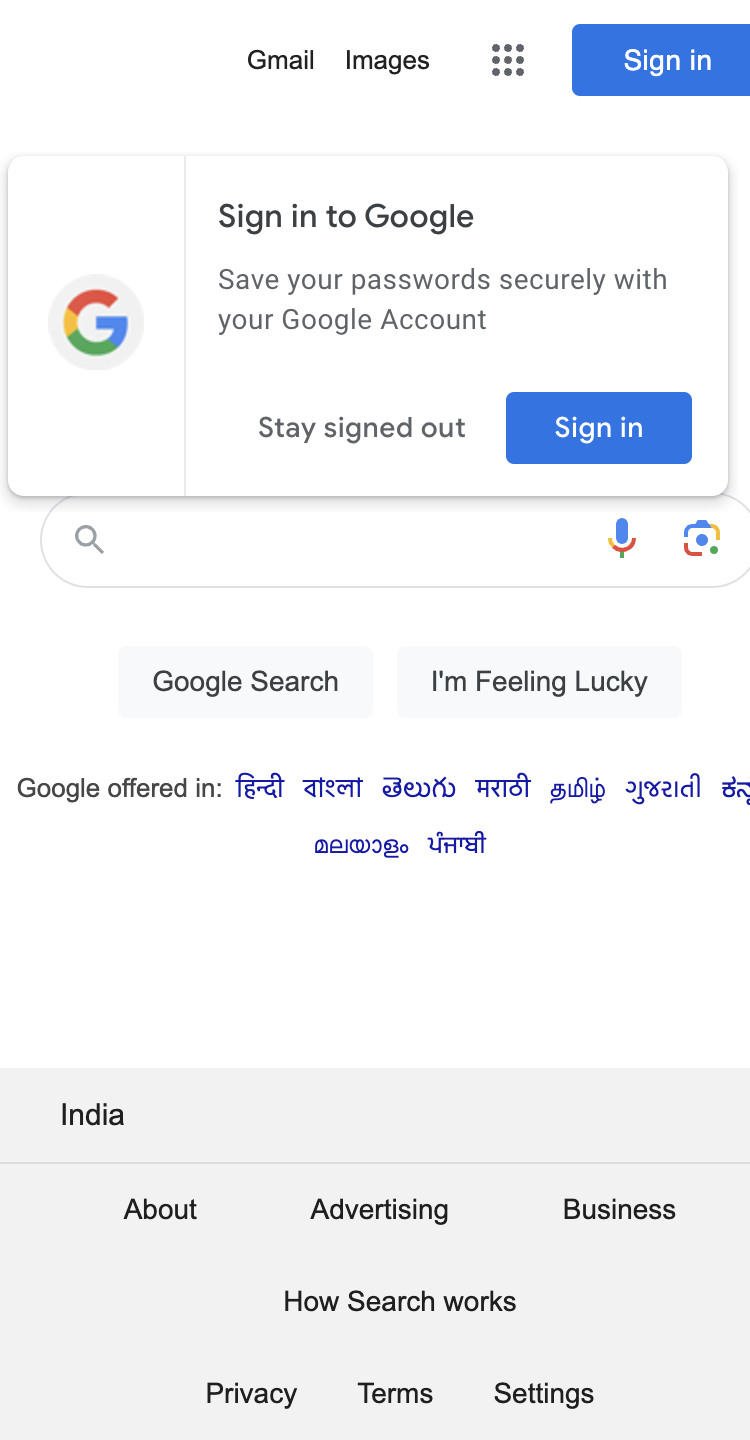 Gmail Images Sign in
Sign in to Google
Save your passwords securely with
your Google Account
Stay signed out Sign in
Google Search I'm Feeling Lucky
Google offered in: हिन्दी বাংলা తెలుగు मराठी தமிழ் ગુજરાતી
മലയാളം ਪੰਜਾਬੀ
India
About Advertising Business
How Search works
Privacy Terms Settings